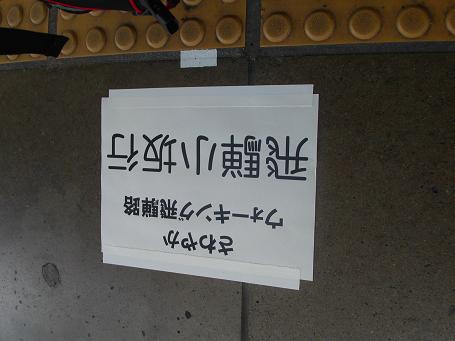 さわやか
ウォーキング飛騨路
飛騨小坂行